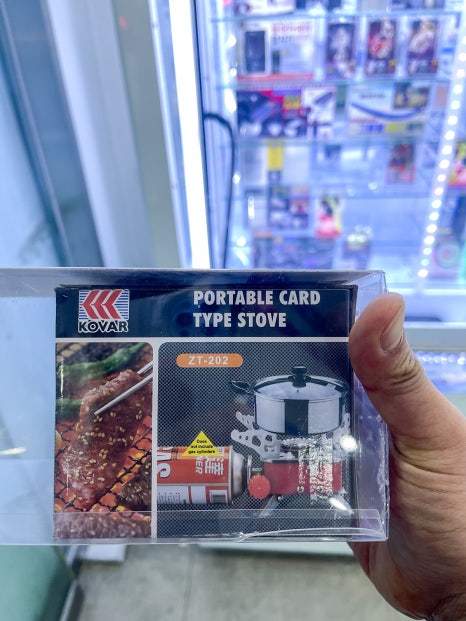 KOVAR
PORTABLE CARD
TYPE STOVE
ZT-202
Does
not include
gas cylinders